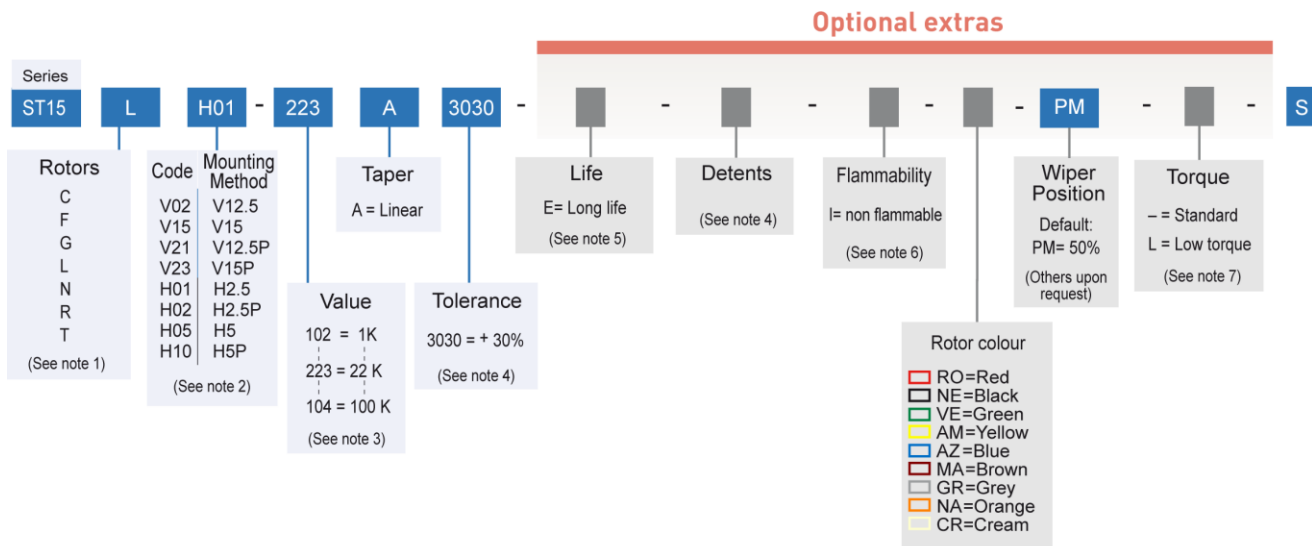 Optional extras
Series
ST15 L H01 - 223 A 3030 - - - - - PM - - S
Rotors
C
F
G
L
N
R
T
(See note 1)
Code Mounting Method
V02 V12.5
V15 V15
V21 V12.5P
V23 V15P
H01 H2.5
H02 H2.5P
H05 H5
H10 H5P
(See note 2)
Value
102 = 1K
223 = 22 K
104 = 100 K
(See note 3)
Taper
A = Linear
Tolerance
3030 = + 30%
(See note 4)
Life
E= Long life
(See note 5)
Detents
(See note 4)
Flammability
I= non flammable
(See note 6)
Rotor colour
RO=Red
NE=Black
VE=Green
AM=Yellow
AZ=Blue
MA=Brown
GR=Grey
NA=Orange
CR=Cream
Wiper
Position
Default:
PM= 50%
(Others upon
request)
Torque
– = Standard
L = Low torque
(See note 7)